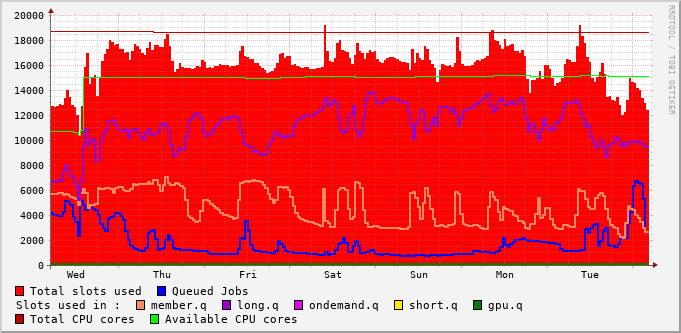 20000
18000
16000
14000
12000
10000
8000
6000
4000
2000
0
Wed Thu Fri Sat Sun Mon Tue
RRDTOOL / TOBI OETIKER
Total slots used Queued Jobs
Slots used in : member.q long.q ondemand.q short.q gpu.q
Total CPU cores Available CPU cores